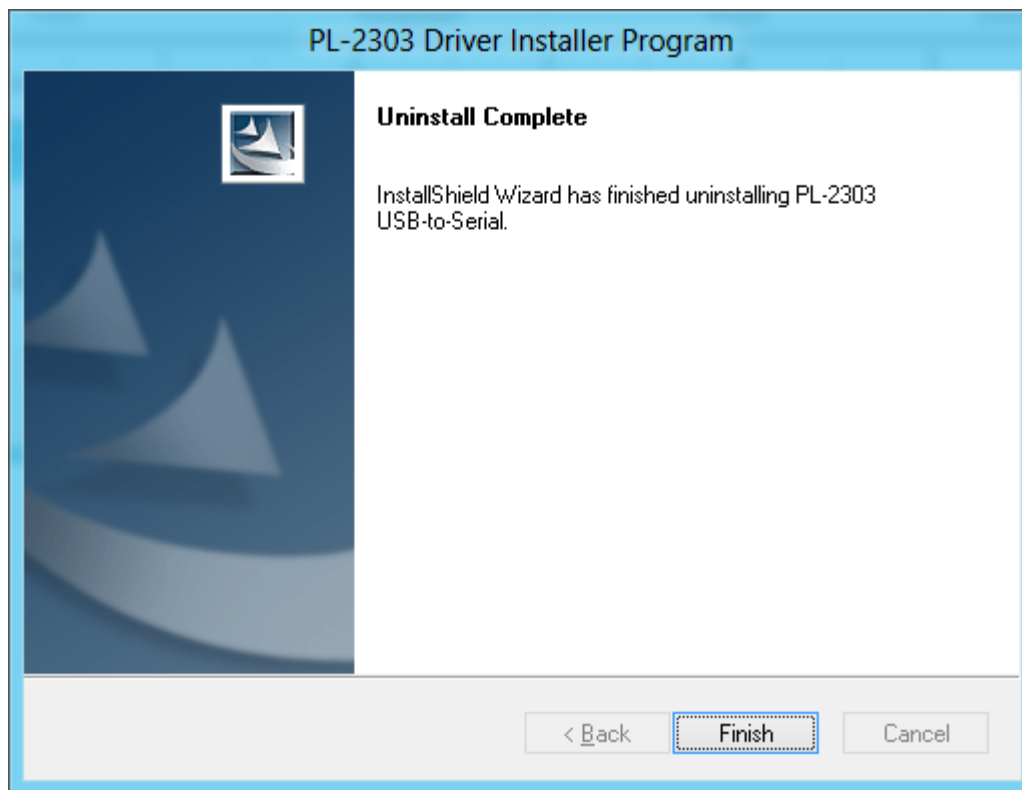 PL-2303 Driver Installer Program
Uninstall Complete
InstallShield Wizard has finished uninstalling PL-2303
USB-to-Serial.
< Back
Finish
Cancel